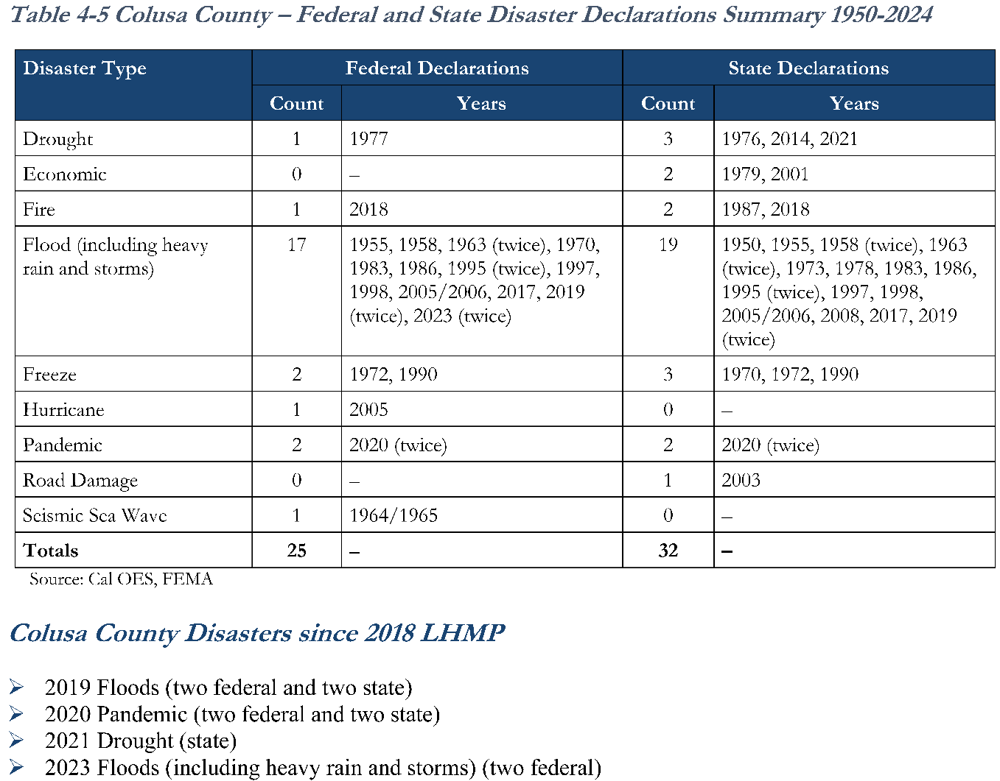 Table 4-5 Colusa County – Federal and State Disaster Declarations Summary 1950-2024
Disaster Type Federal Declarations State Declarations
Count Years Count Years
Drought 1 1977 3 1976, 2014, 2021
Economic 0 – 2 1979, 2001
Fire 1 2018 2 1987, 2018
Flood (including heavy 17 1955, 1958, 1963 (twice), 1970, 19 1950, 1955, 1958 (twice), 1963
rain and storms) 1983, 1986, 1995 (twice), 1997, (twice), 1973, 1978, 1983, 1986,
1998, 2005/2006, 2017, 2019 1995 (twice), 1997, 1998,
(twice), 2023 (twice) 2005/2006, 2008, 2017, 2019
(twice)
Freeze 2 1972, 1990 3 1970, 1972, 1990
Hurricane 1 2005 0 –
Pandemic 2 2020 (twice) 2 2020 (twice)
Road Damage 0 – 1 2003
Seismic Sea Wave 1 1964/1965 0 –
Totals 25 – 32 –
Source: Cal OES, FEMA
Colusa County Disasters since 2018 LHMP
➢ 2019 Floods (two federal and two state)
➢ 2020 Pandemic (two federal and two state)
➢ 2021 Drought (state)
➢ 2023 Floods (including heavy rain and storms) (two federal)